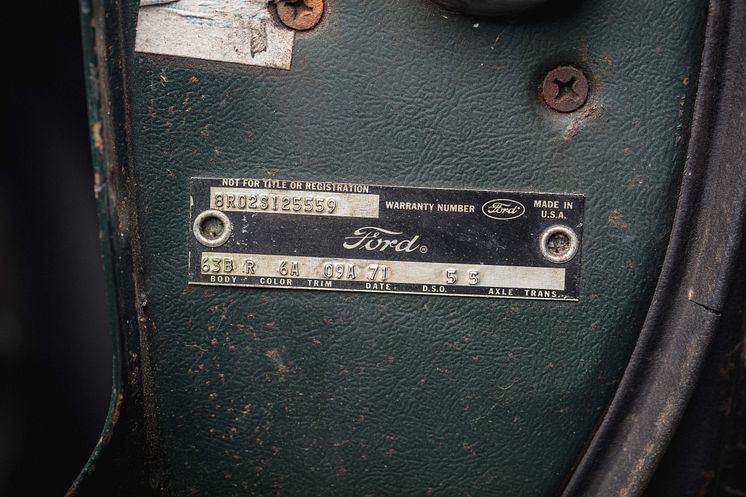 NOT FOR TITLE OR REGISTRATION
8R02S125559 WARRANTY NUMBER Ford MADE IN U.S.A.
Ford ®
63B R 6A 09A 71 5 5
BODY COLOR TRIM DATE D.S.O. AXLE TRANS.